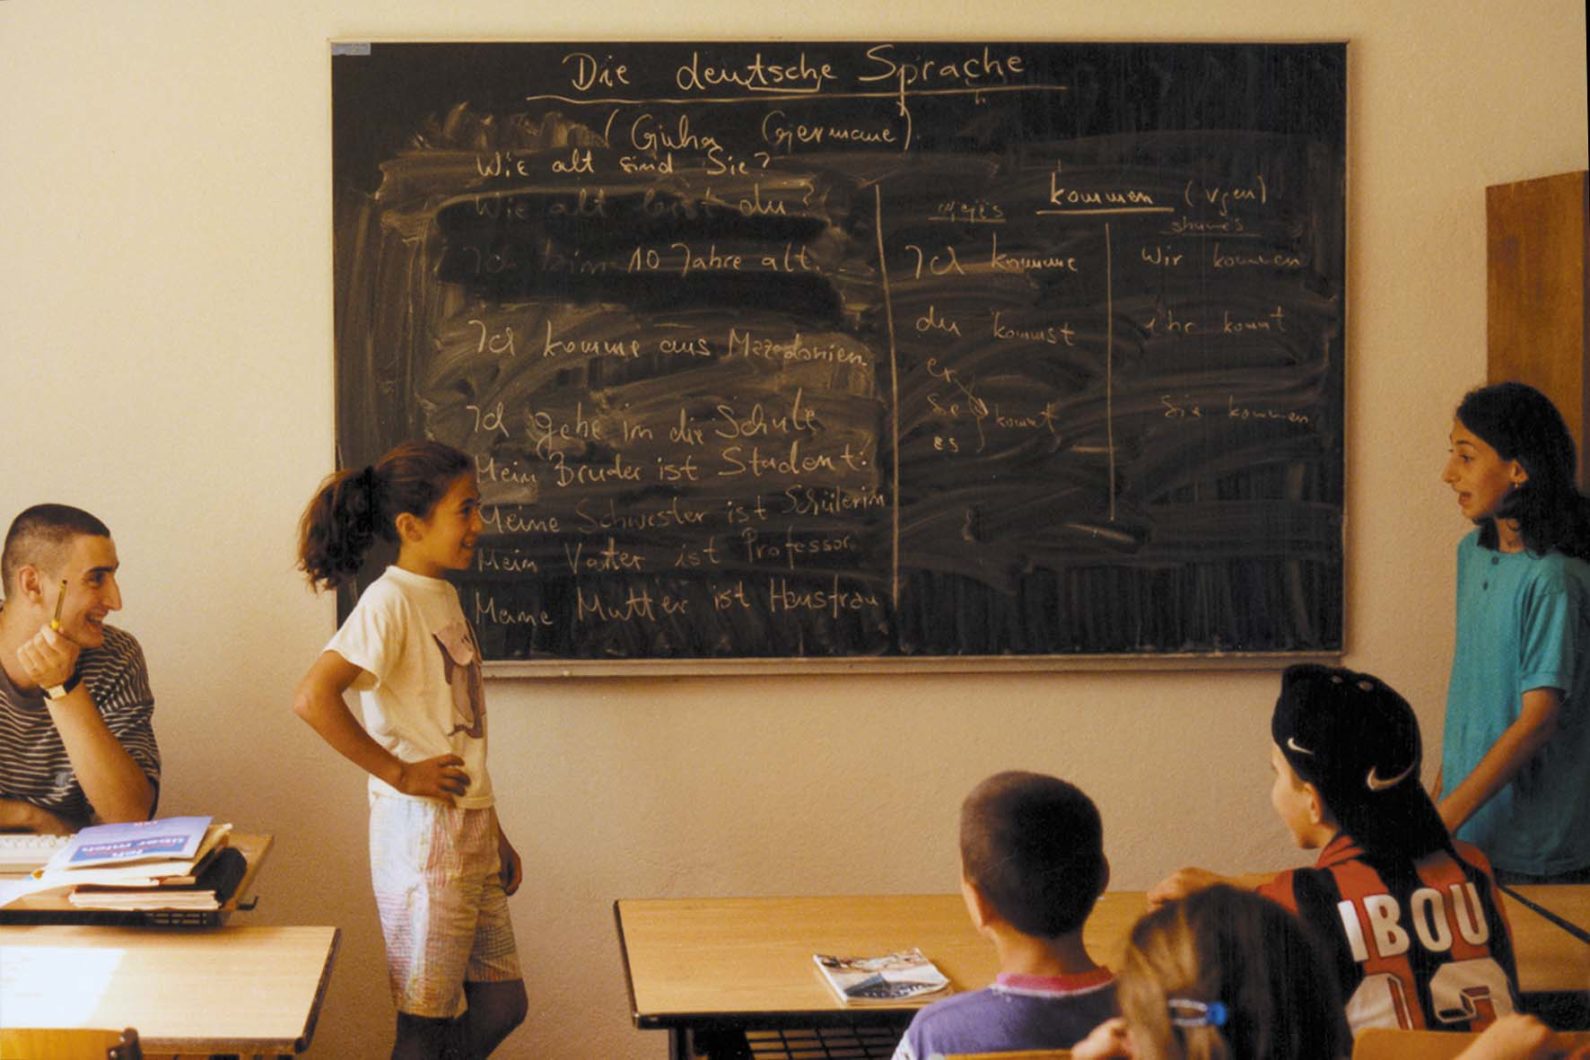 Die deutsche Sprache
(Guha Germane)
Wie alt sind Sie?
Wie alt bist du?
Ich bin 10 Jahre alt.
Ich komme aus Mazedonien.
Ich gehe in die Schule
Mein Bruder ist Student.
Meine Schwester ist Schülerin
Mein Vatter ist Professor
Meine Mutter ist Hausfrau
kommen (vjen)
njejës
shumës
Ich komme
Wir kommen
du kommst
ihr kommt
er
Sie kommt
es
Sie kommen
IBOU